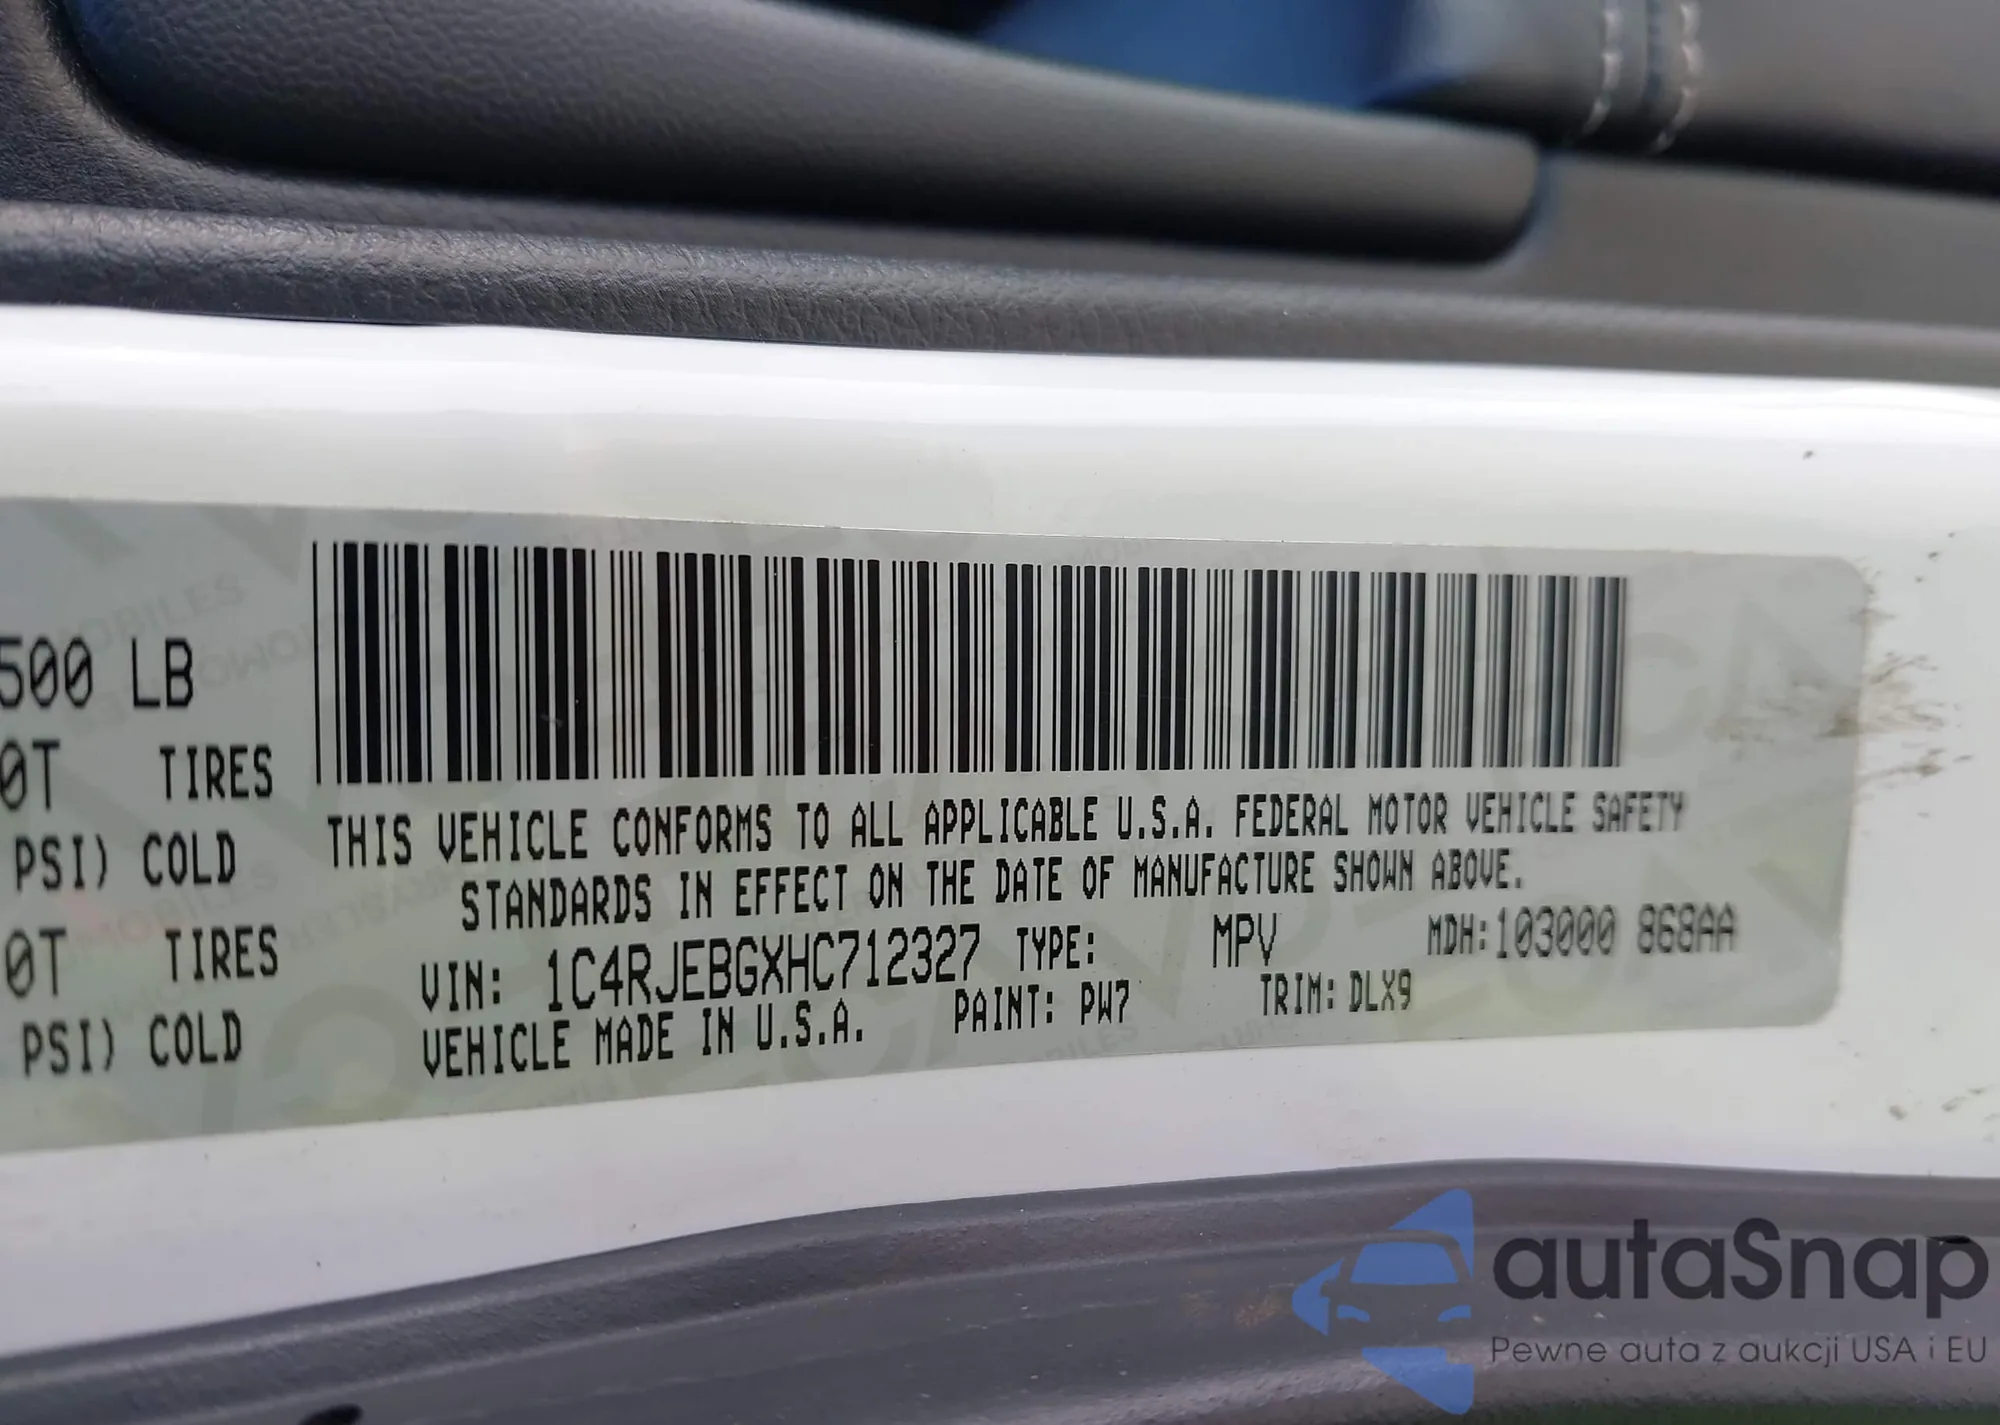 500 LB
0T TIRES
PSI) COLD
0T TIRES
PSI) COLD
THIS VEHICLE CONFORMS TO ALL APPLICABLE U.S.A. FEDERAL MOTOR VEHICLE SAFETY
STANDARDS IN EFFECT ON THE DATE OF MANUFACTURE SHOWN ABOVE.
VIN: 1C4RJEBGXHC712327 TYPE: MPV MDH:103000 868AA
VEHICLE MADE IN U.S.A. PAINT: PW7 TRIM: DLX9
autaSnap
Pewne auta z aukcji USA i EU